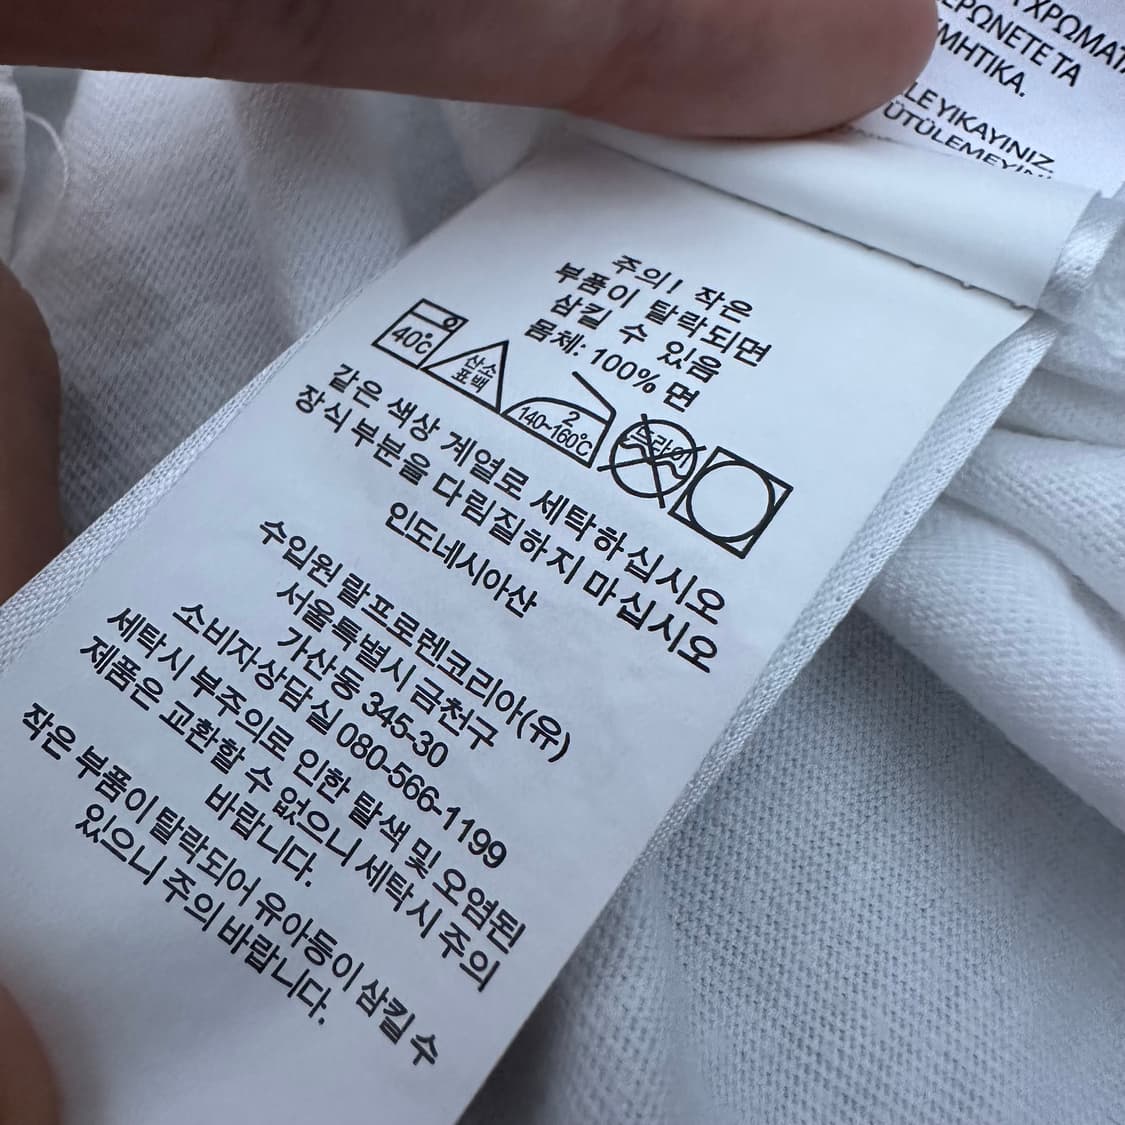 ΧΡΩΜΑΤΑ
ΕΡΩΝΕΤΕ ΤΑ
ΣΜΗΤΙΚΑ.
LE YIKAYINIZ.
ÜTÜLEMEYİN
주의! 작은
부품이 탈락되면
삼킬 수 있음
몸체: 100% 면
40℃
산소
표백
2
140~160℃
드라이
같은 색상 계열로 세탁하십시오
장식 부분을 다림질하지 마십시오
인도네시아산
수입원 랄프로렌코리아(유)
서울특별시 금천구
가산동 345-30
소비자상담실 080-566-1199
세탁시 부주의로 인한 탈색 및 오염된
제품은 교환할 수 없으니 세탁시 주의
바랍니다.
작은 부품이 탈락되어 유아등이 삼킬 수
있으니 주의 바랍니다.